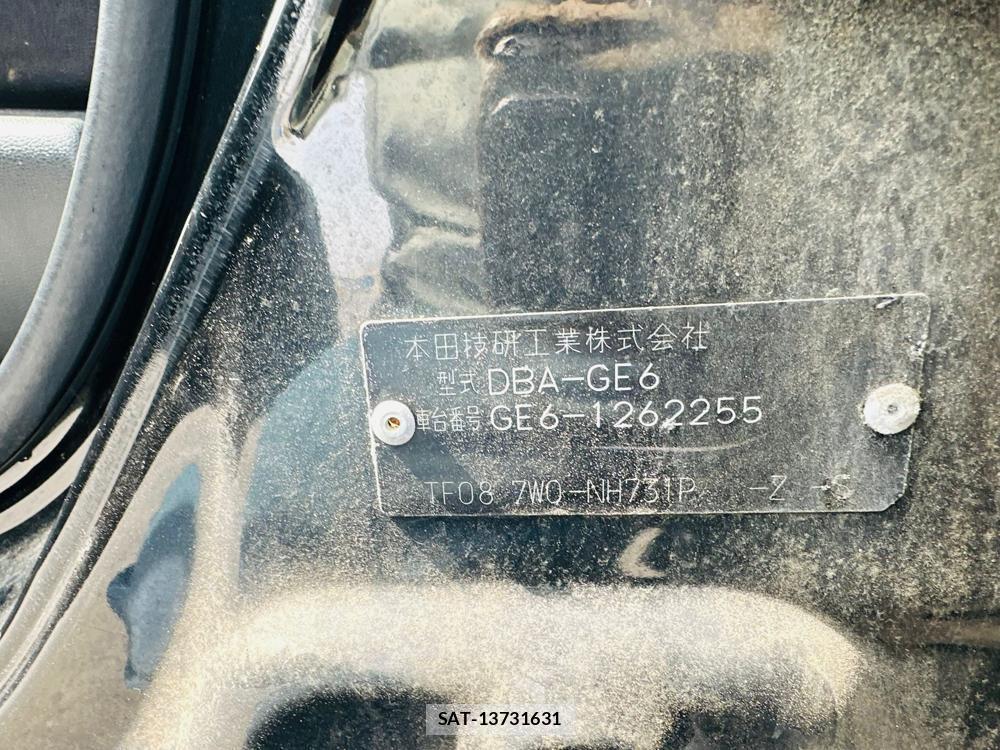 本田技研工業株式会社
型式 DBA-GE6
車台番号 GE6-1262255
TF08 7W0-NH731P -Z -S
SAT-13731631